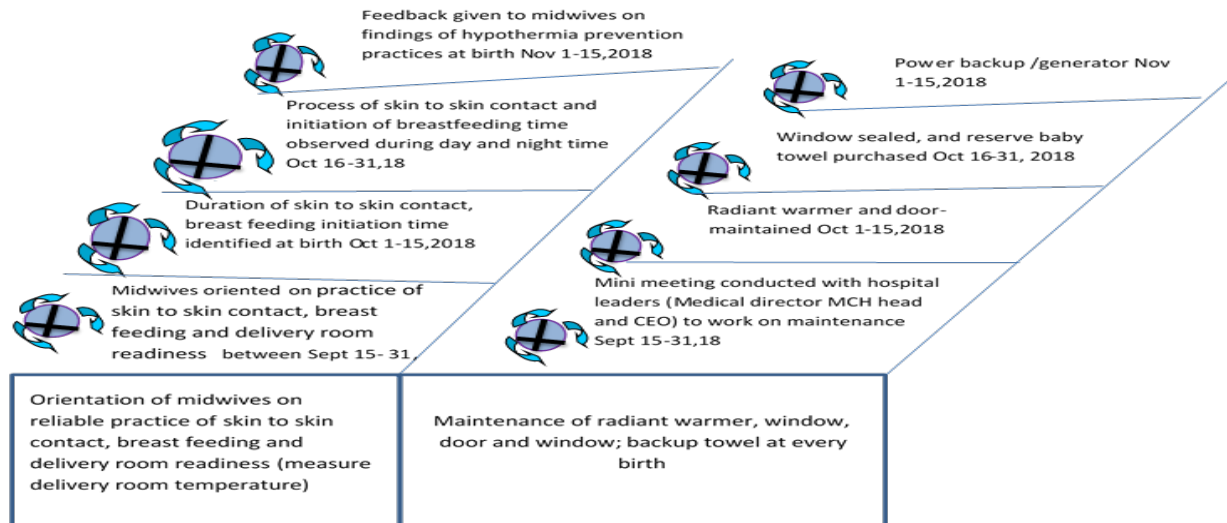 Feedback given to midwives on
findings of hypothermia prevention
practices at birth Nov 1-15,2018
Process of skin to skin contact and
initiation of breastfeeding time
observed during day and night time
Oct 16-31,18
Duration of skin to skin contact,
breast feeding initiation time
identified at birth Oct 1-15,2018
Midwives oriented on practice of
skin to skin contact, breast
feeding and delivery room
readiness between Sept 15- 31,
Orientation of midwives on
reliable practice of skin to skin
contact, breast feeding and
delivery room readiness (measure
delivery room temperature)
Power backup /generator Nov
1-15,2018
Window sealed, and reserve baby
towel purchased Oct 16-31, 2018
Radiant warmer and door-
maintained Oct 1-15,2018
Mini meeting conducted with hospital
leaders (Medical director MCH head
and CEO) to work on maintenance
Sept 15-31,18
Maintenance of radiant warmer, window,
door and window; backup towel at every
birth